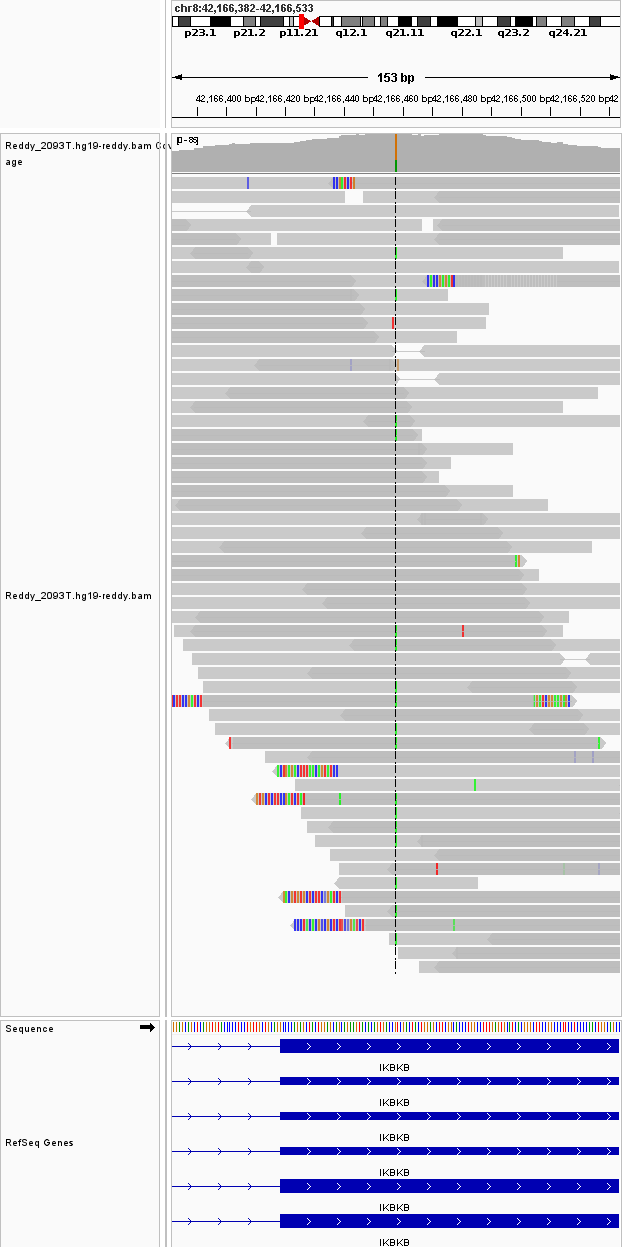 chr8:42,166,382-42,166,533
p23.1 p21.2 p11.21 q12.1 q21.11 q22.1 q23.2 q24.21
153 bp
42,166,400 bp 42,166,420 bp 42,166,440 bp 42,166,460 bp 42,166,480 bp 42,166,500 bp 42,166,520 bp 42
Reddy_2093T.hg19-reddy.bam Cov
age
Reddy_2093T.hg19-reddy.bam
Sequence
IKBKB
IKBKB
IKBKB
RefSeq Genes
IKBKB
IKBKB
IKBKB